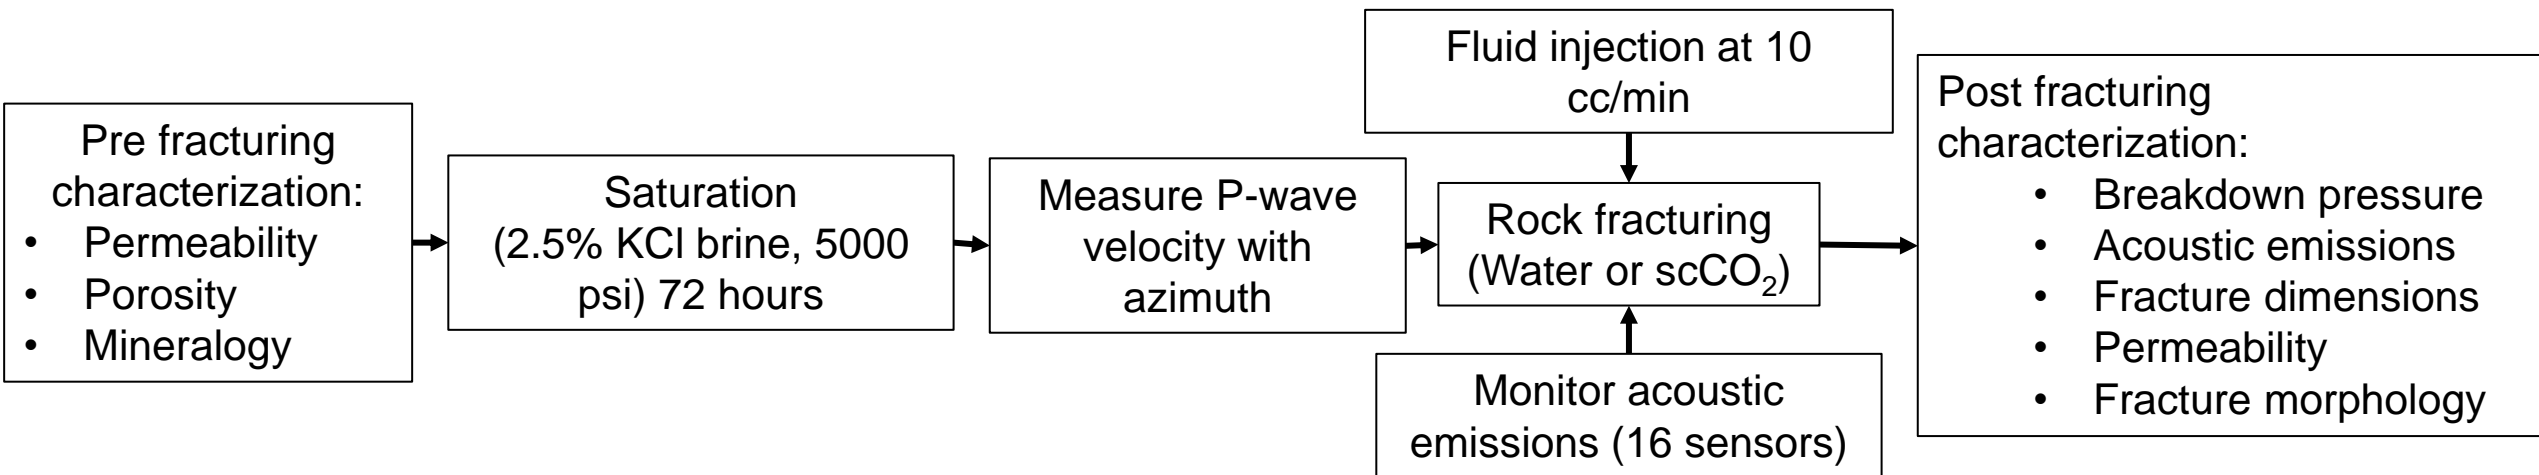 Pre fracturing
characterization:
• Permeability
• Porosity
• Mineralogy
Saturation
(2.5% KCl brine, 5000
psi) 72 hours
Measure P-wave
velocity with
azimuth
Fluid injection at 10
cc/min
Rock fracturing
(Water or scCO₂)
Monitor acoustic
emissions (16 sensors)
Post fracturing
characterization:
• Breakdown pressure
• Acoustic emissions
• Fracture dimensions
• Permeability
• Fracture morphology